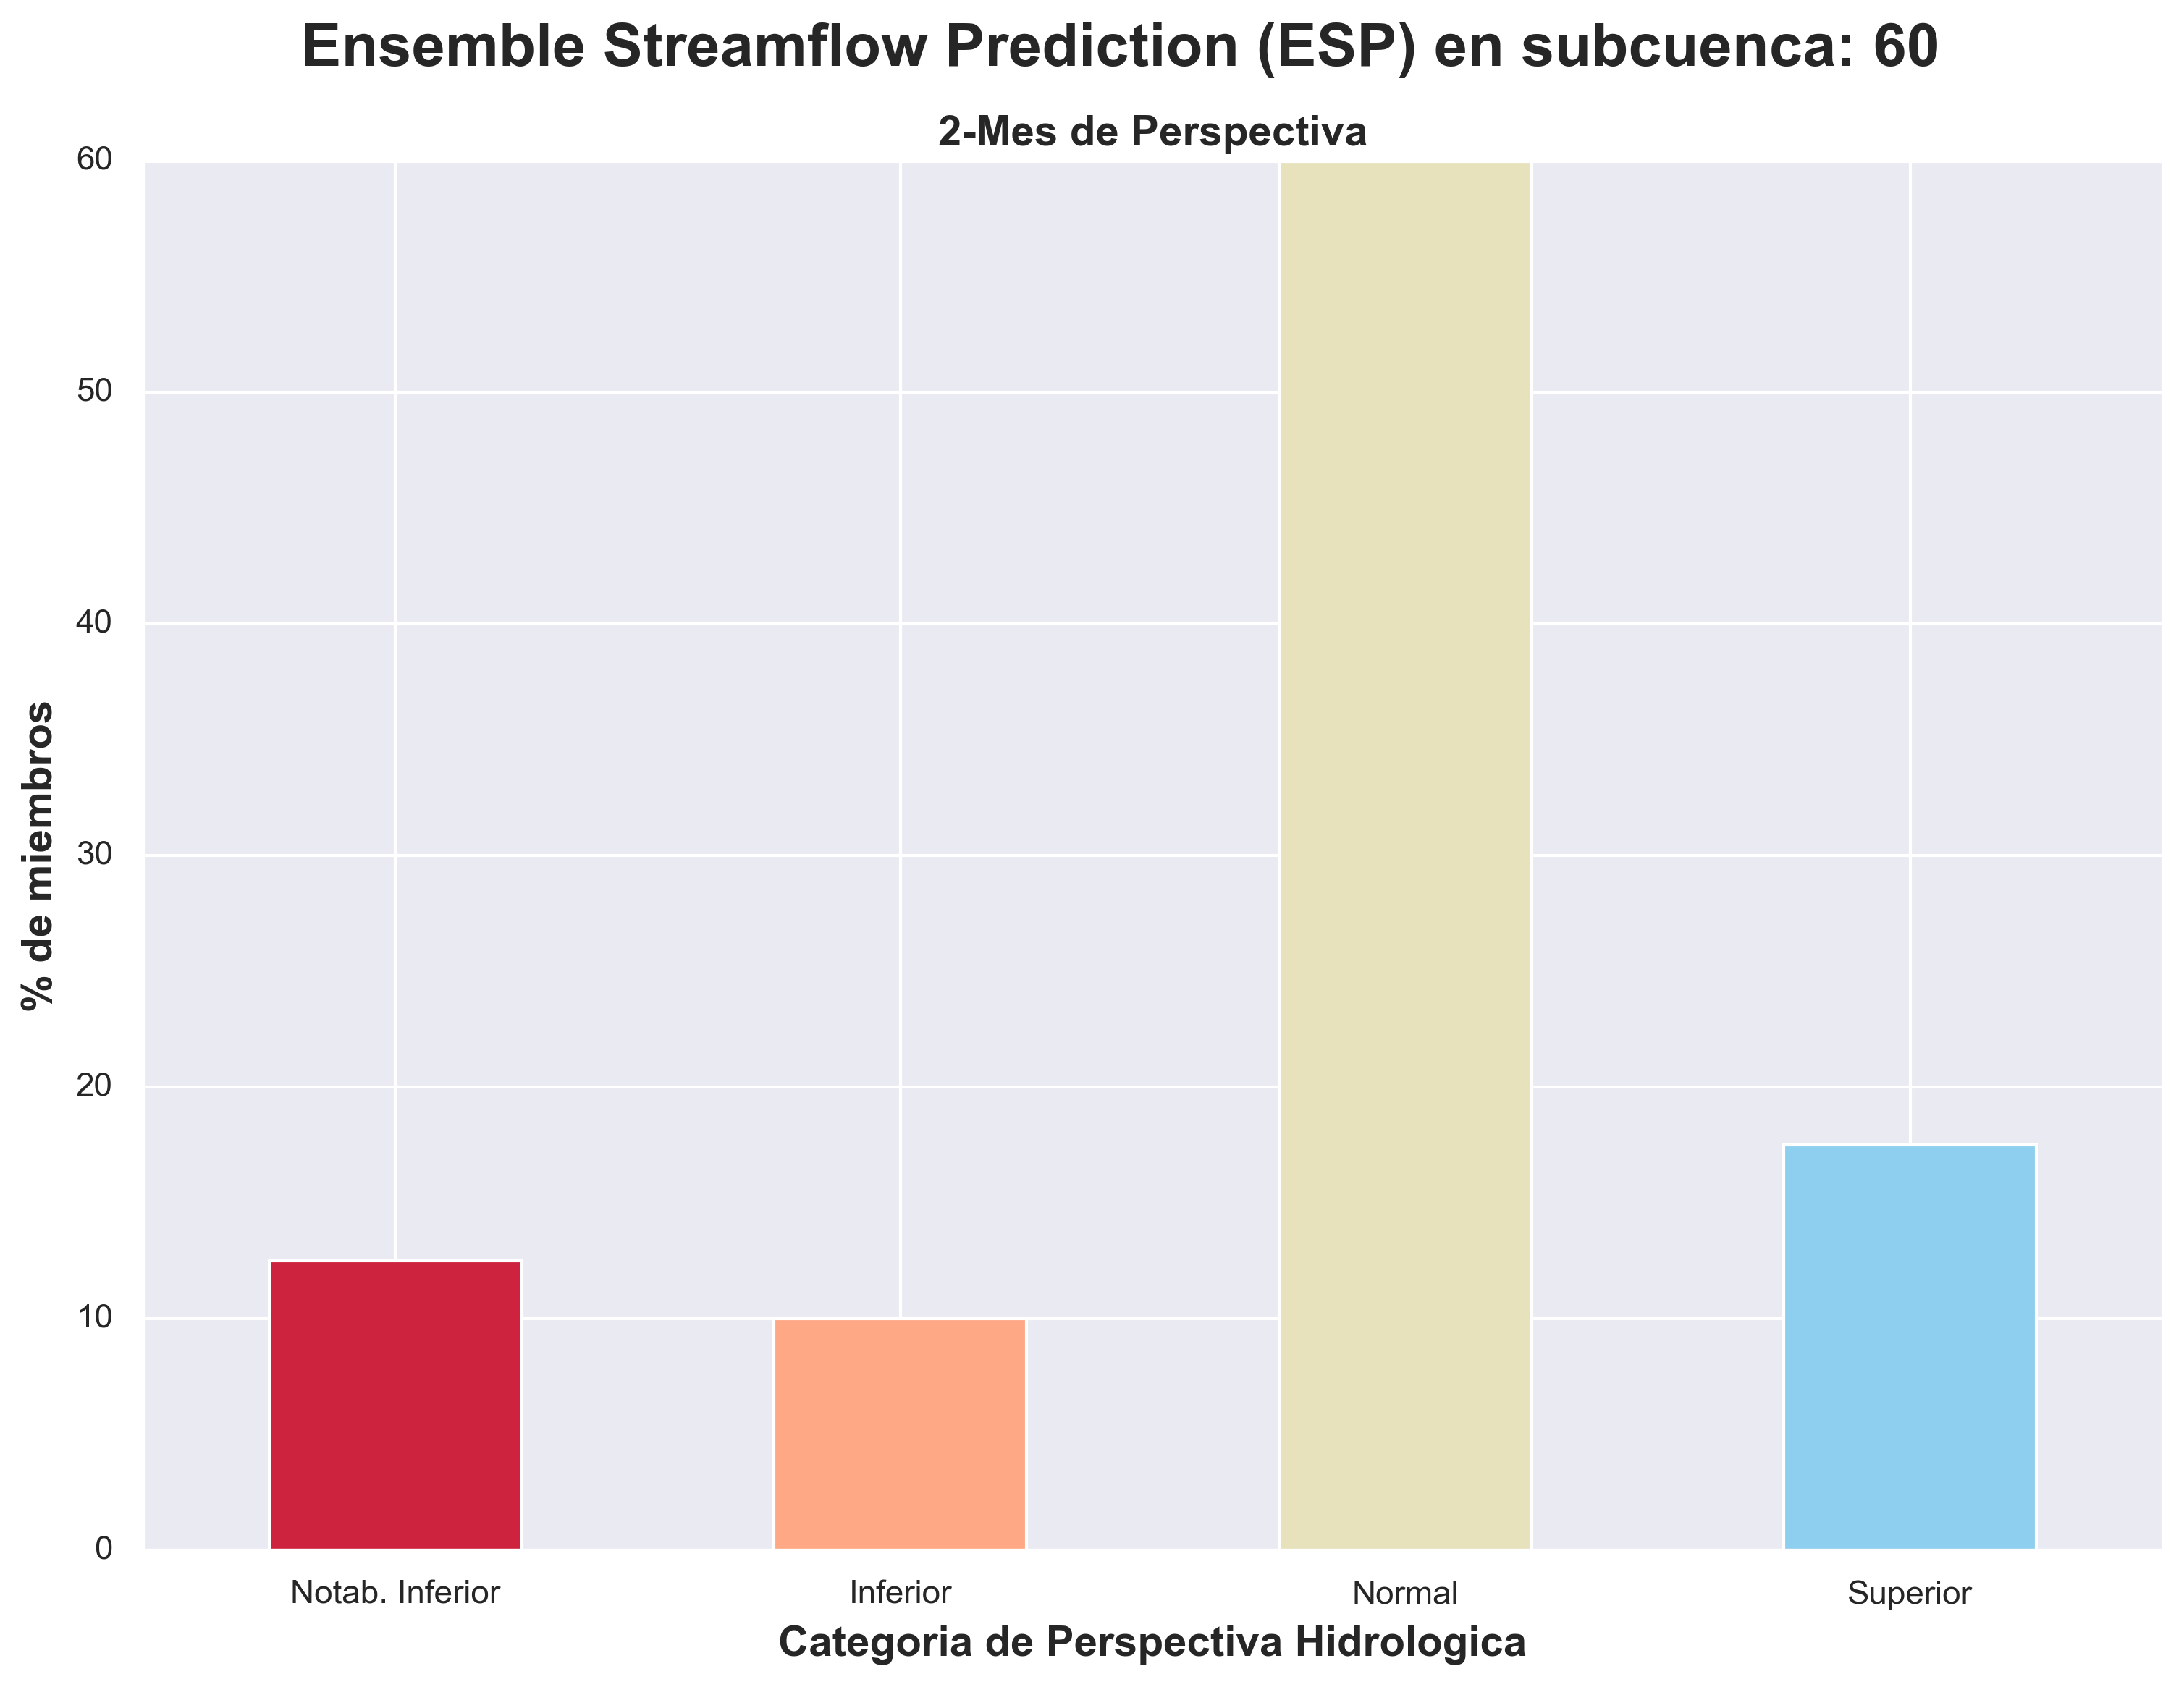 Ensemble Streamflow Prediction (ESP) en subcuenca: 60
2-Mes de Perspectiva
60
50
40
30
20
10
0
% de miembros
Notab. Inferior
Inferior
Normal
Superior
Categoria de Perspectiva Hidrologica